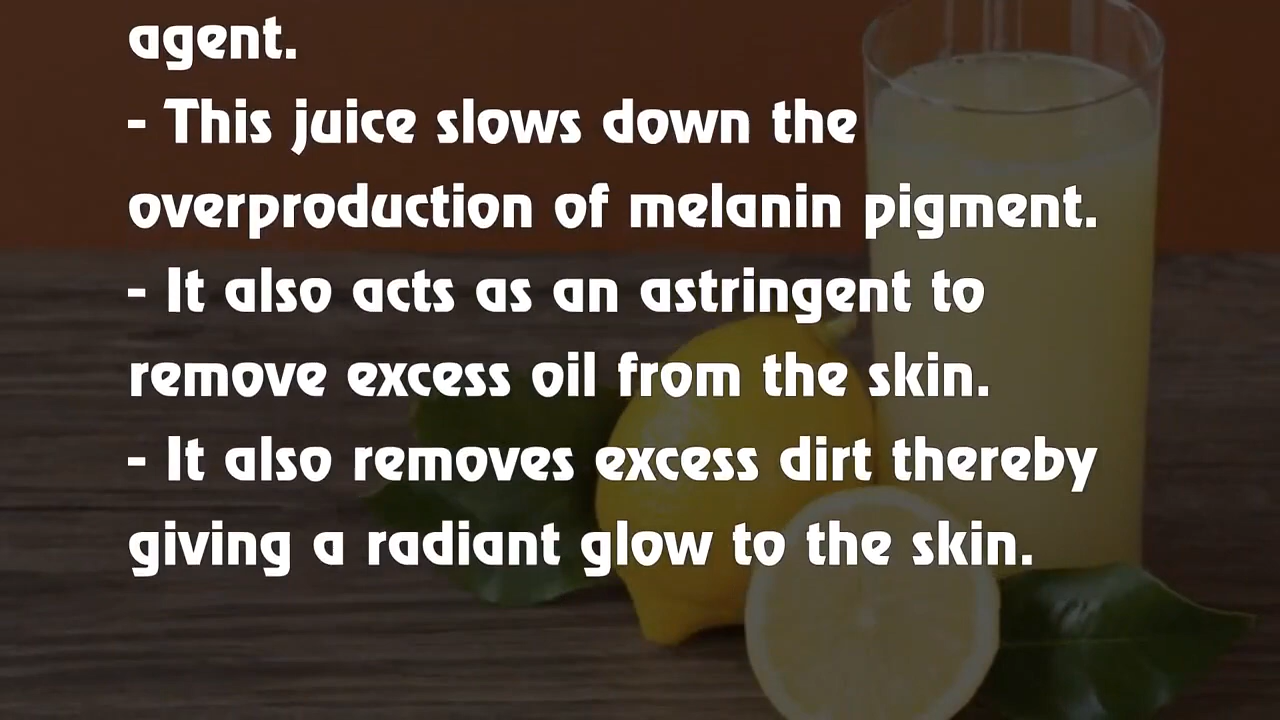 agent.
- This juice slows down the
overproduction of melanin pigment.
- It also acts as an astringent to
remove excess oil from the skin.
- It also removes excess dirt thereby
giving a radiant glow to the skin.